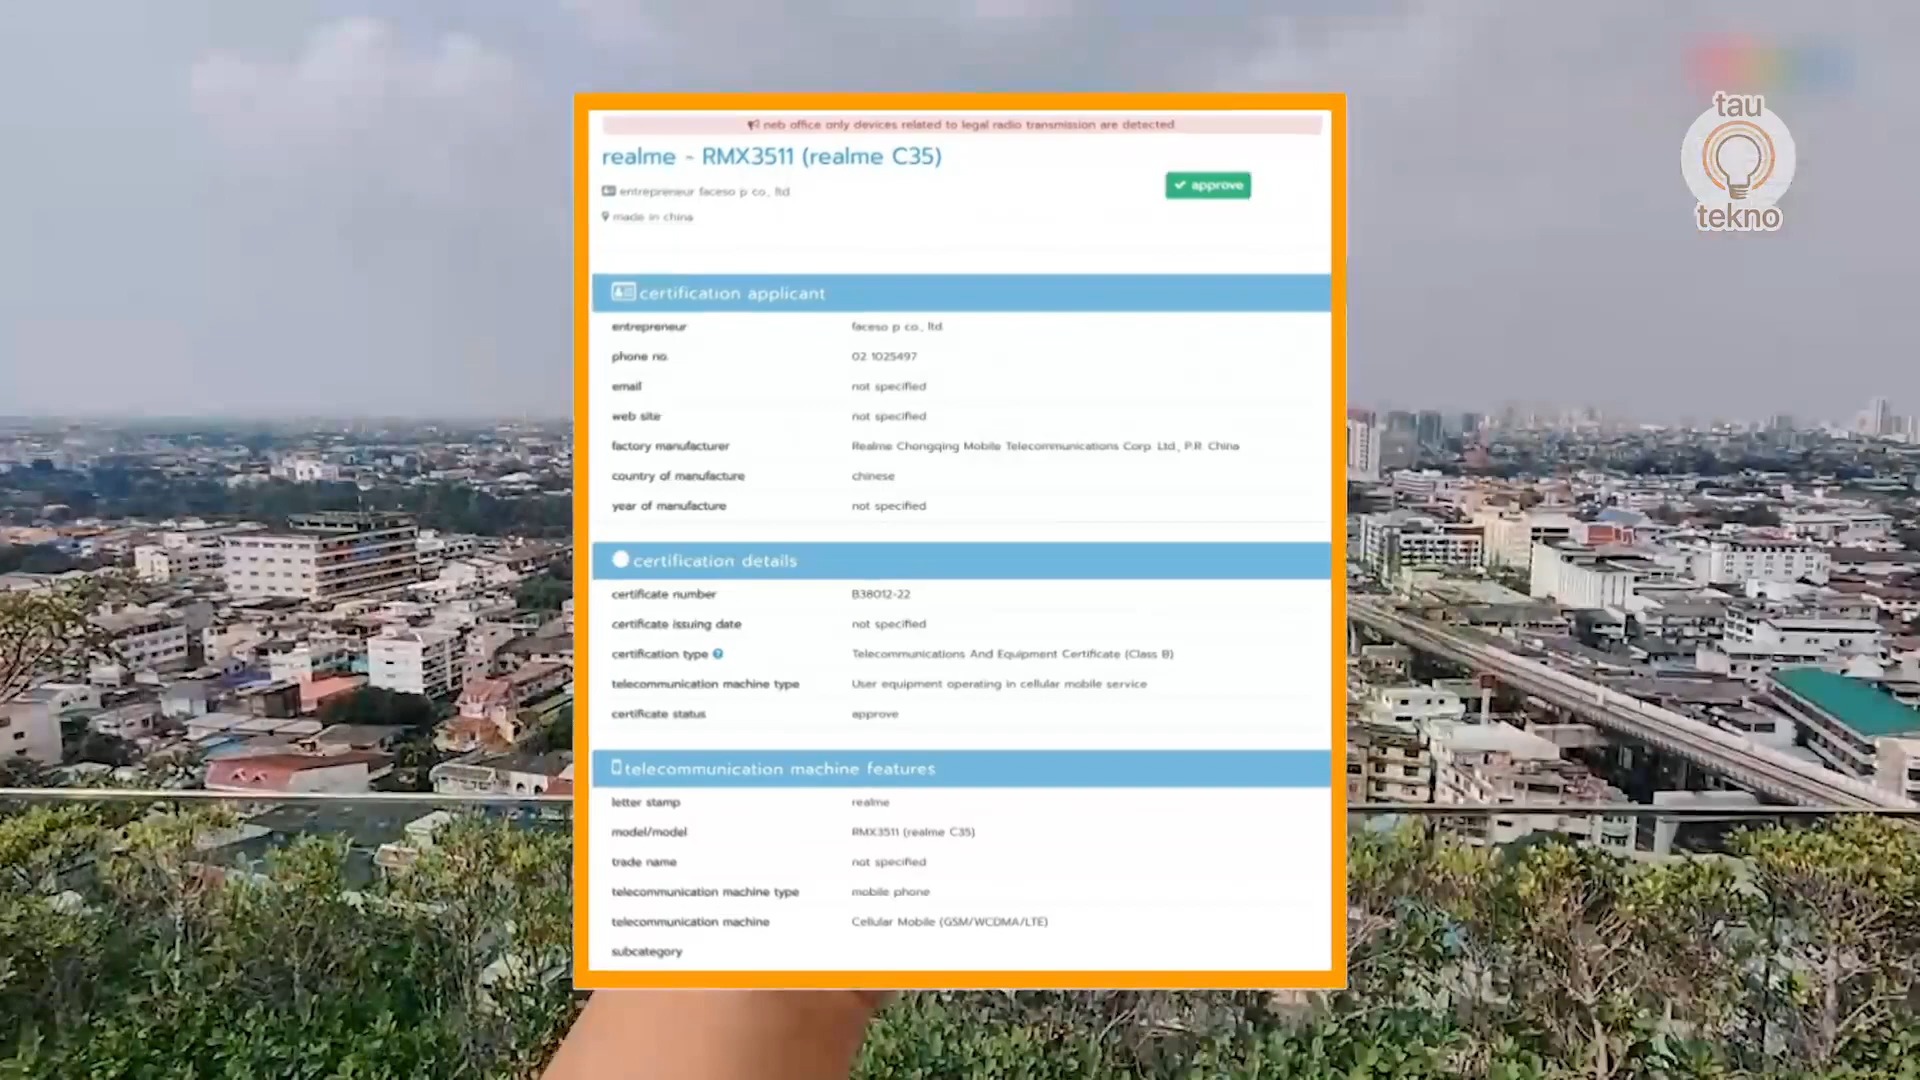 tau
tekno
neb office only devices related to legal radio transmission are detected
realme - RMX3511 (realme C35)
approve
entrepreneur faceso p co., ltd
made in china
certification applicant
entrepreneur faceso p co., ltd
phone no. 02 1025497
email not specified
web site not specified
factory manufacturer Realme Chongqing Mobile Telecommunications Corp Ltd., P.R. China
country of manufacture chinese
year of manufacture not specified
certification details
certificate number B38012-22
certificate issuing date not specified
certification type Telecommunications And Equipment Certificate (Class B)
telecommunication machine type User equipment operating in cellular mobile service
certificate status approve
telecommunication machine features
letter stamp realme
model/model RMX3511 (realme C35)
trade name not specified
telecommunication machine type mobile phone
telecommunication machine Cellular Mobile (GSM/WCDMA/LTE)
subcategory